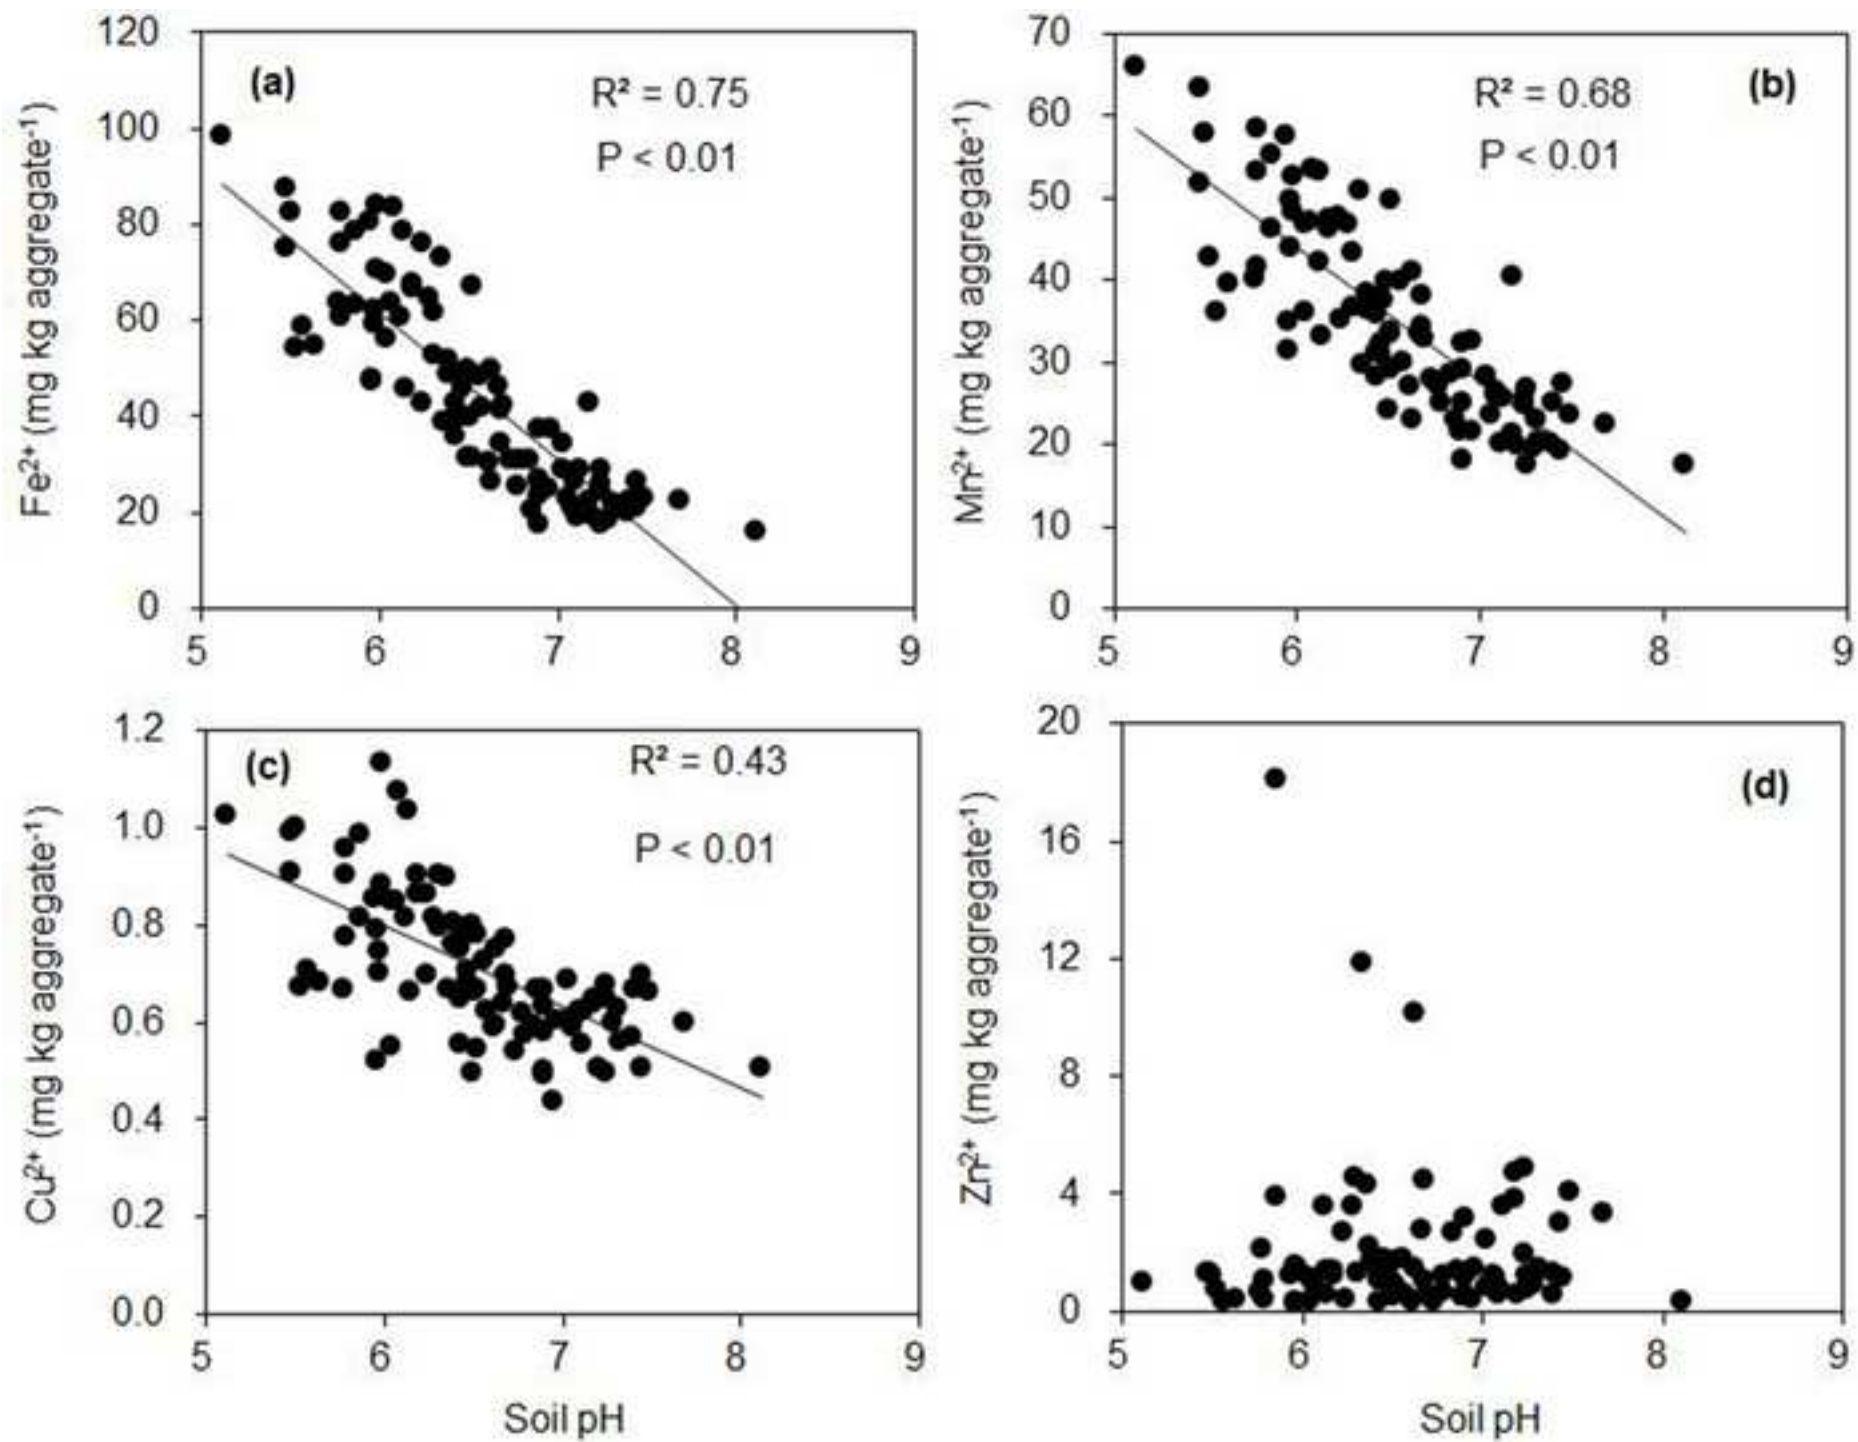 (a)
R² = 0.75
P < 0.01
Fe²⁺ (mg kg aggregate⁻¹)
120
100
80
60
40
20
0
5 6 7 8 9
(b)
R² = 0.68
P < 0.01
Mn²⁺ (mg kg aggregate⁻¹)
70
60
50
40
30
20
10
0
5 6 7 8 9
(c)
R² = 0.43
P < 0.01
Cu²⁺ (mg kg aggregate⁻¹)
1.2
1.0
0.8
0.6
0.4
0.2
0.0
5 6 7 8 9
Soil pH
(d)
Zn²⁺ (mg kg aggregate⁻¹)
20
16
12
8
4
0
5 6 7 8 9
Soil pH